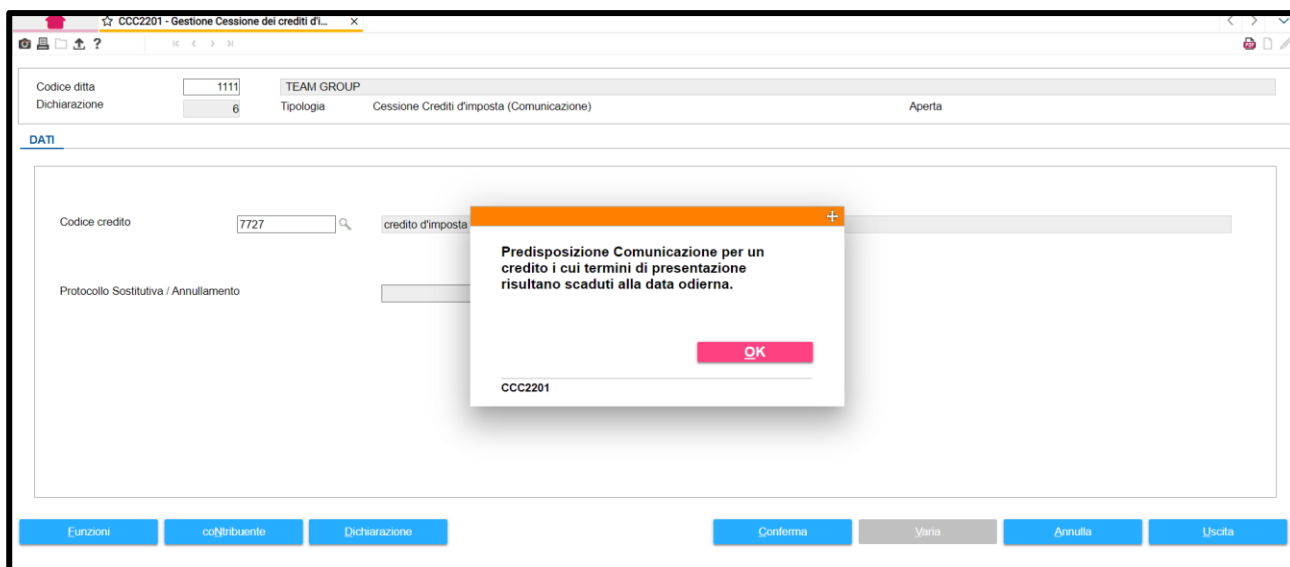 CCC2201 - Gestione Cessione dei crediti d'i... ×
?
Codice ditta 1111 TEAM GROUP
Dichiarazione 6 Tipologia Cessione Crediti d'imposta (Comunicazione) Aperta
DATI
Codice credito 7727 credito d'imposta
Predisposizione Comunicazione per un
credito i cui termini di presentazione
risultano scaduti alla data odierna.
Protocollo Sostitutiva / Annullamento
OK
CCC2201
Funzioni coNtribuente Dichiarazione Conferma Varia Annulla Uscita